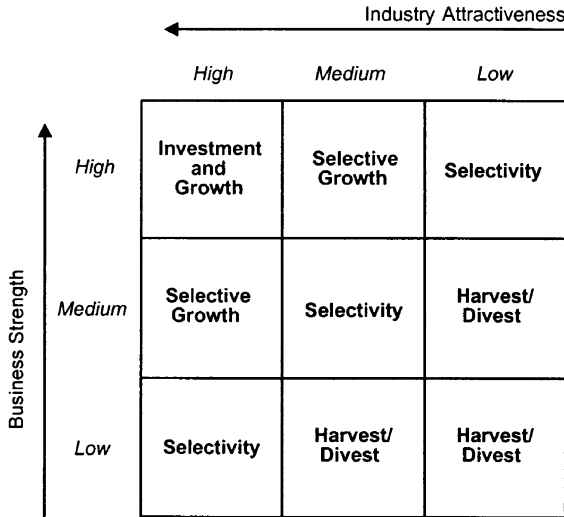 Industry Attractiveness
High Medium Low
High
Investment
and
Growth
Selective
Growth
Selectivity
Business Strength
Medium
Selective
Growth
Selectivity
Harvest/
Divest
Low
Selectivity
Harvest/
Divest
Harvest/
Divest